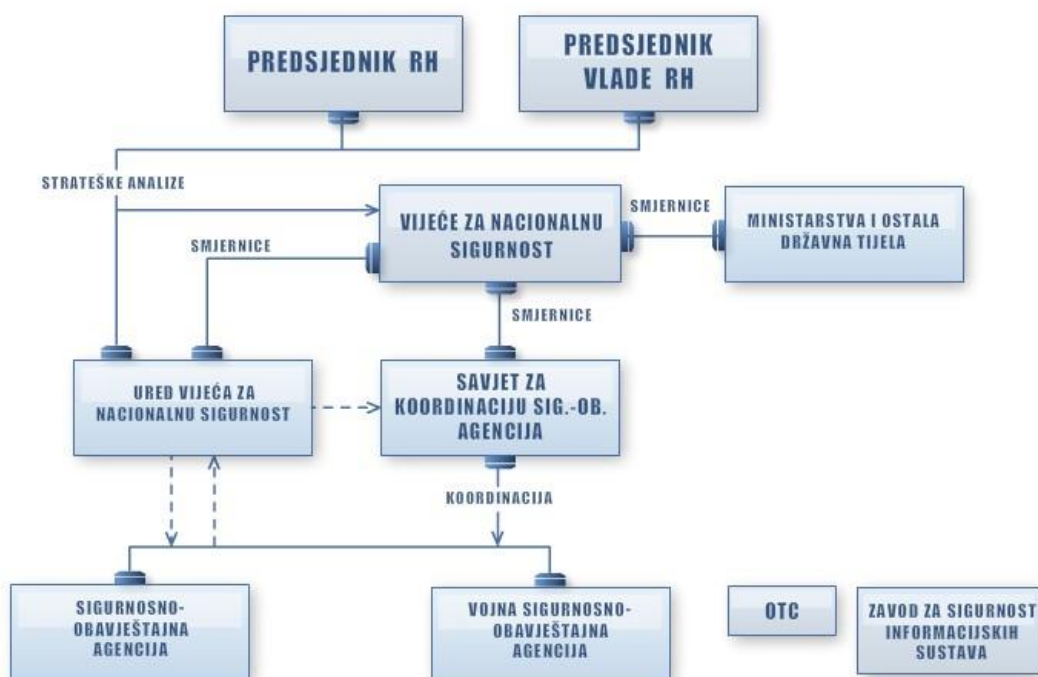 PREDSJEDNIK RH
PREDSJEDNIK
VLADE RH
STRATEŠKE ANALIZE
VIJEĆE ZA NACIONALNU
SIGURNOST
SMJERNICE
MINISTARSTVA I OSTALA
DRŽAVNA TIJELA
SMJERNICE
SMJERNICE
URED VIJEĆA ZA
NACIONALNU SIGURNOST
SAVJET ZA
KOORDINACIJU SIG.-OB.
AGENCIJA
KOORDINACIJA
SIGURNOSNO-
OBAVJEŠTAJNA
AGENCIJA
VOJNA SIGURNOSNO-
OBAVJEŠTAJNA
AGENCIJA
OTC
ZAVOD ZA SIGURNOST
INFORMACIJSKIH
SUSTAVA